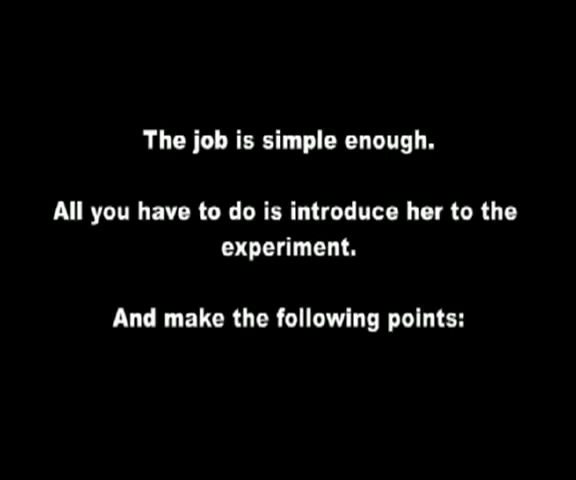 The job is simple enough.
All you have to do is introduce her to the
experiment.
And make the following points: